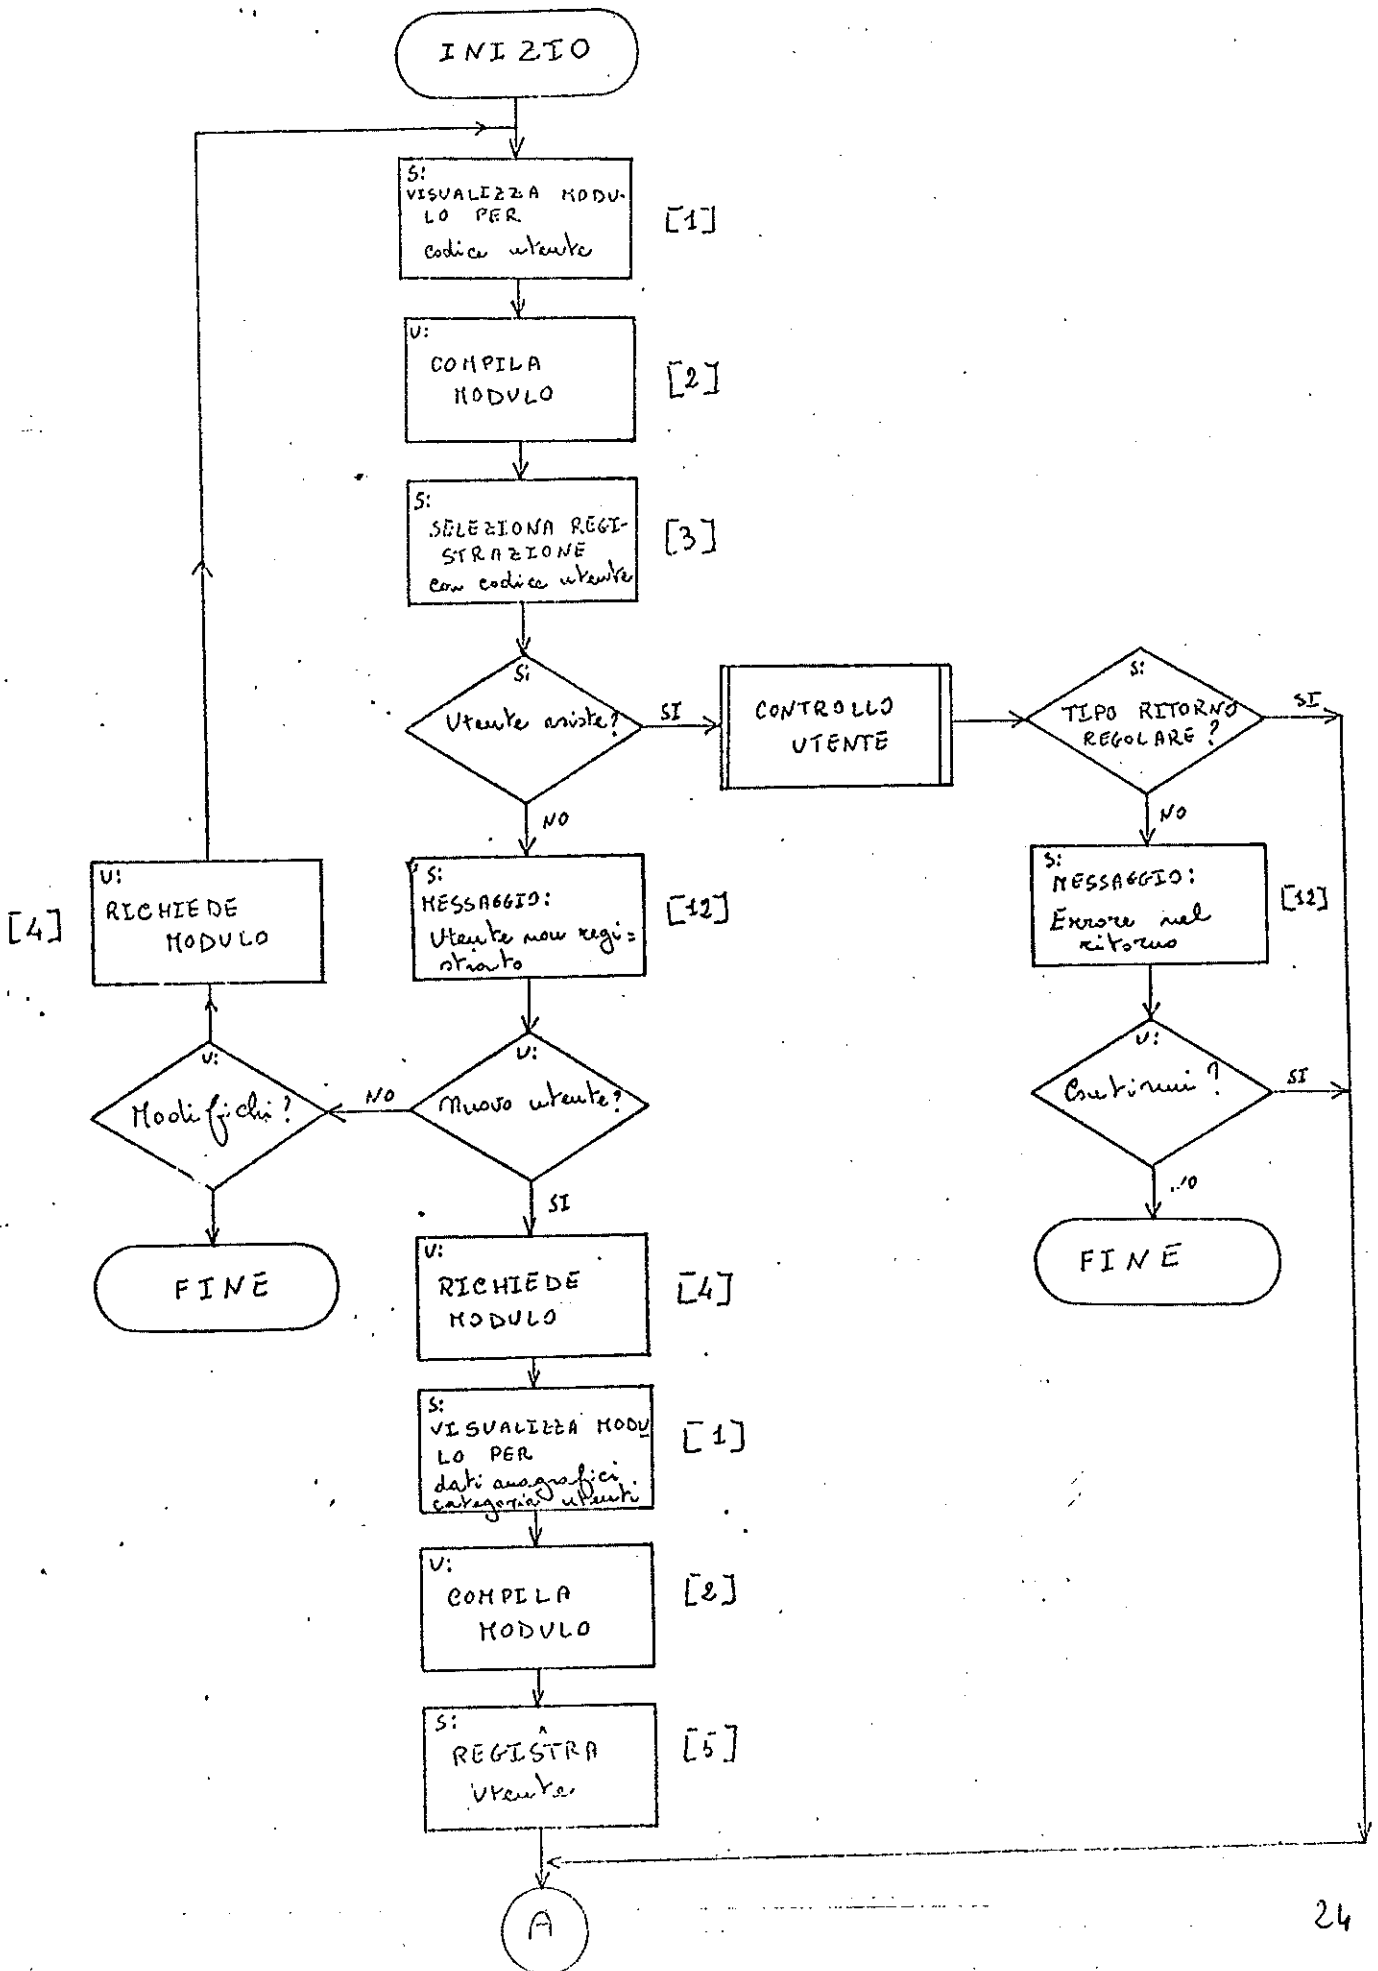 INIZIO
S:
VISUALIZZA MODU-
LO PER
codice utente
[1]
U:
COMPILA
MODULO
[2]
S:
SELEZIONA REGI-
STRAZIONE
con codice utente
[3]
S:
Utente esiste?
SI
CONTROLLO
UTENTE
S:
TIPO RITORNO
REGOLARE?
SI
NO
NO
[4]
U:
RICHIEDE
MODULO
S:
MESSAGGIO:
Utente non regi=
strato
[12]
S:
MESSAGGIO:
Errore nel
ritorno
[12]
U:
Modifichi?
NO
U:
Nuovo utente?
U:
Continui?
SI
SI
NO
FINE
U:
RICHIEDE
MODULO
[4]
FINE
S:
VISUALIZZA MODU
LO PER
dati anagrafici
categoria utenti
[1]
U:
COMPILA
MODULO
[2]
S:
REGISTRA
utente
[5]
A
24